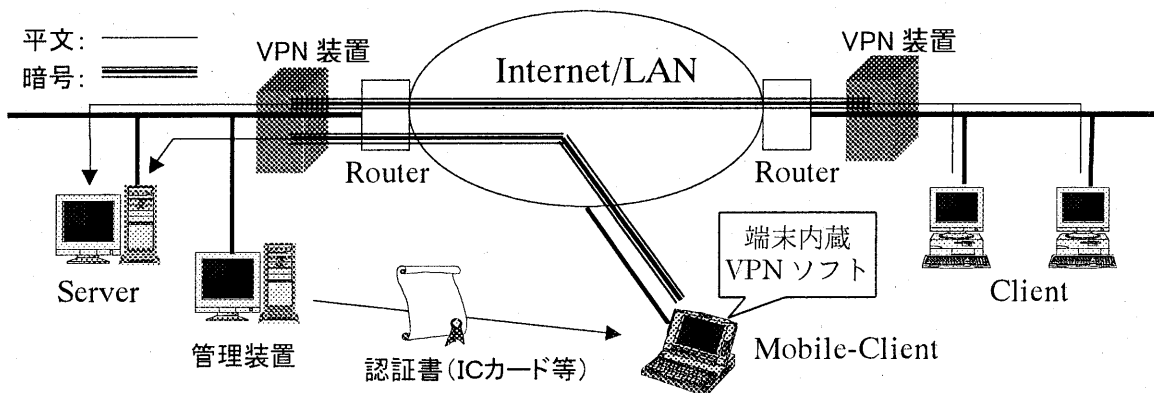 平文:
暗号:
VPN 装置
Internet/LAN
VPN 装置
Router
Router
Server
管理装置
認証書(ICカード等)
端末内蔵
VPN ソフト
Mobile-Client
Client